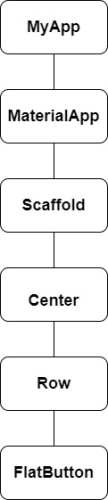 MyApp
MaterialApp
Scaffold
Center
Row
FlatButton